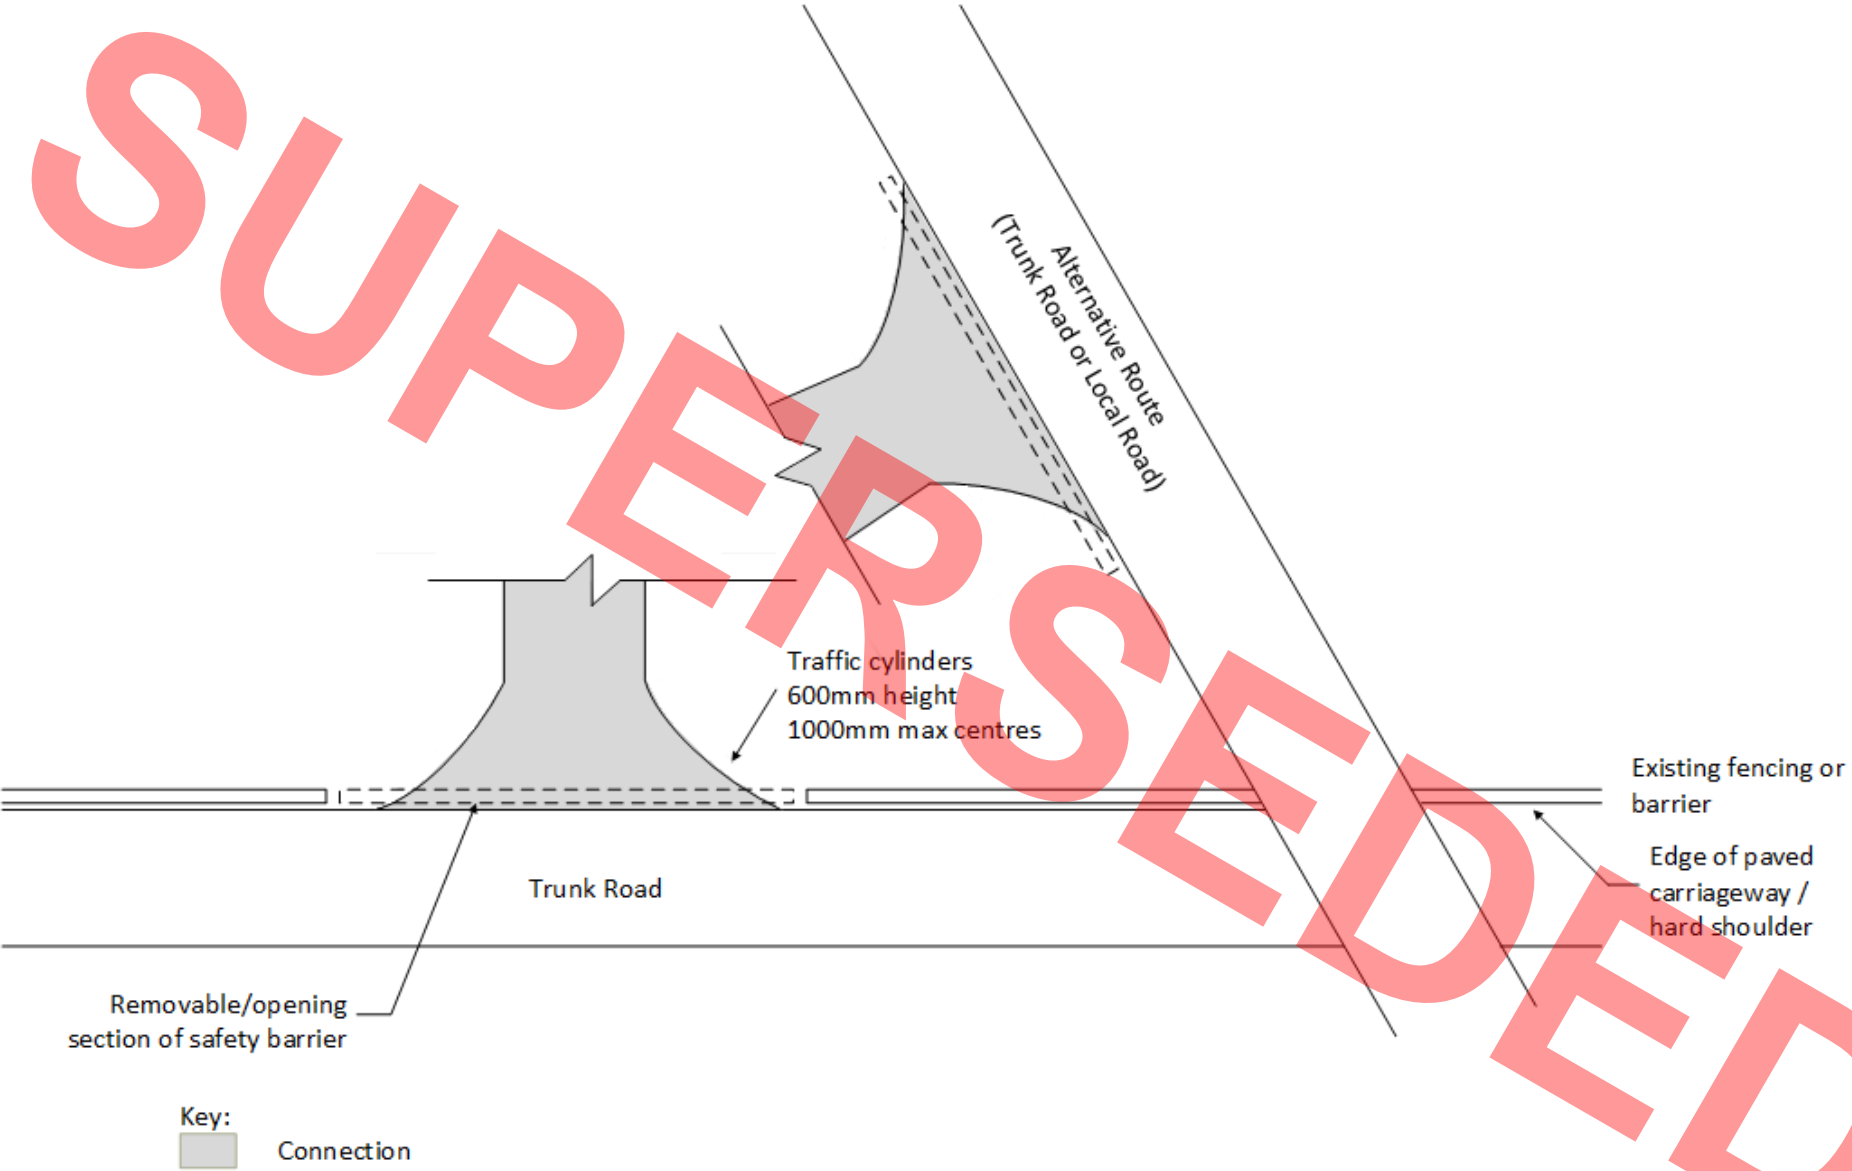 SUPERSEDED
Alternative Route
(Trunk Road or Local Road)
Traffic cylinders
600mm height
1000mm max centres
Existing fencing or
barrier
Edge of paved
carriageway /
hard shoulder
Trunk Road
Removable/opening
section of safety barrier
Key:
Connection